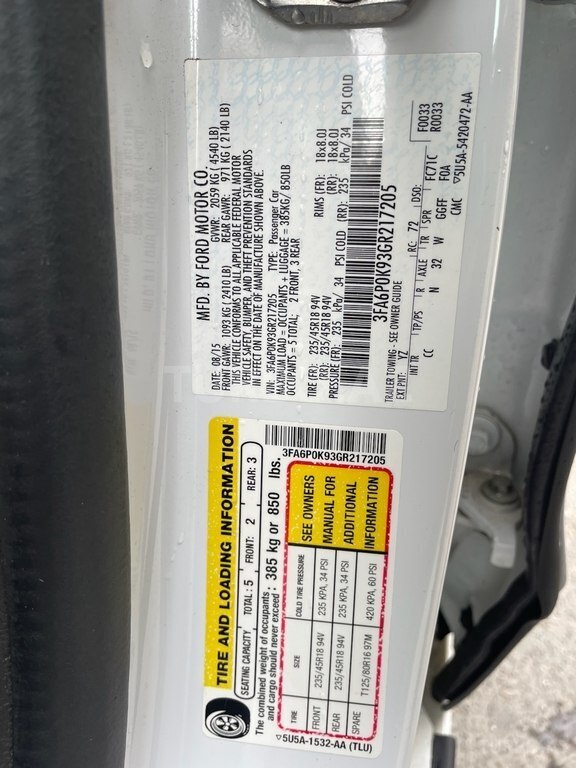 MFD. BY FORD MOTOR CO.
DATE: 08/15 GVWR: 2059 KG ( 4540 LB)
FRONT GAWR: 1093 KG (2410 LB) REAR GAWR: 971 KG ( 2140 LB)
THIS VEHICLE CONFORMS TO ALL APPLICABLE FEDERAL MOTOR
VEHICLE SAFETY, BUMPER, AND THEFT PREVENTION STANDARDS
IN EFFECT ON THE DATE OF MANUFACTURE SHOWN ABOVE.
VIN: 3FA6P0K93GR217205 TYPE: Passenger Car
MAXIMUM LOAD = OCCUPANTS + LUGGAGE = 385KG/ 850LB
OCCUPANTS = 5 TOTAL; 2 FRONT, 3 REAR
TIRE (FR): 235/45R18 94V RIMS (FR): 18x8.0J
(RR): 235/45R18 94V (RR): 18x8.0J
PRESSURE (FR): 235 kPa/ 34 PSI COLD (RR): 235 kPa/ 34 PSI COLD
3FA6P0K93GR217205
TRAILER TOWING: SEE OWNER GUIDE
EXT PNT: YZ RC: 72 DSO: F0033
FC71C R0033
INT TR TP/PS R AXLE TR SPR
CC N 32 W GGFF F0A
CMC ▽5U5A-5420472-AA
TIRE AND LOADING INFORMATION
SEATING CAPACITY TOTAL: 5 FRONT: 2 REAR: 3
The combined weight of occupants and cargo should never exceed : 385 kg or 850 lbs.
3FA6P0K93GR217205
TIRE SIZE COLD TIRE PRESSURE SEE OWNERS
FRONT 235/45R18 94V 235 KPA, 34 PSI MANUAL FOR
REAR 235/45R18 94V 235 KPA, 34 PSI ADDITIONAL
SPARE T125/80R16 97M 420 KPA, 60 PSI INFORMATION
▽5U5A-1532-AA (TLU)